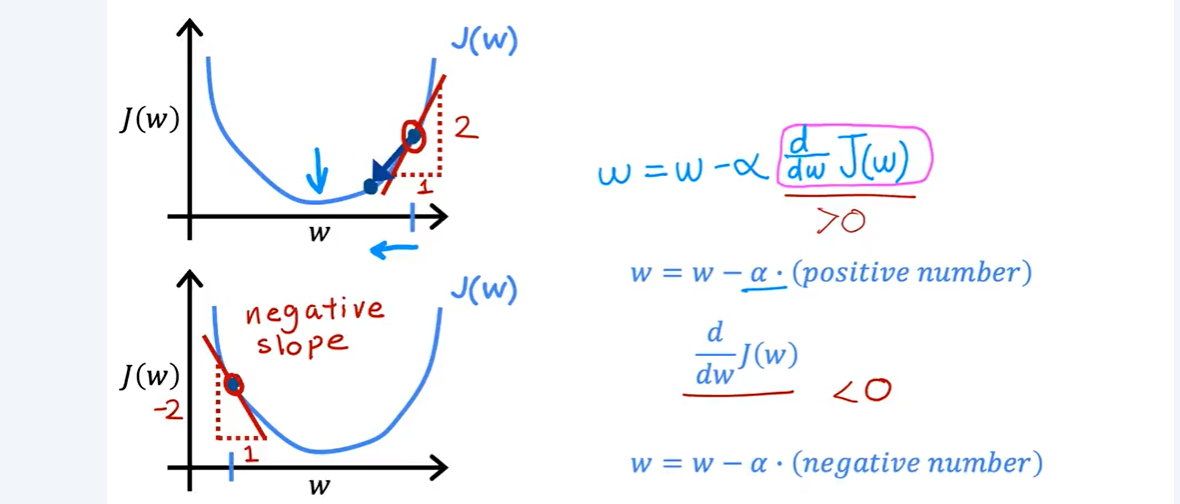 J(w)
J(w)
2
1
w
w = w - α d/dw J(w)
>0
w = w − α · (positive number)
J(w)
negative
slope
J(w)
-2
1
w
d/dw J(w)
<0
w = w − α · (negative number)